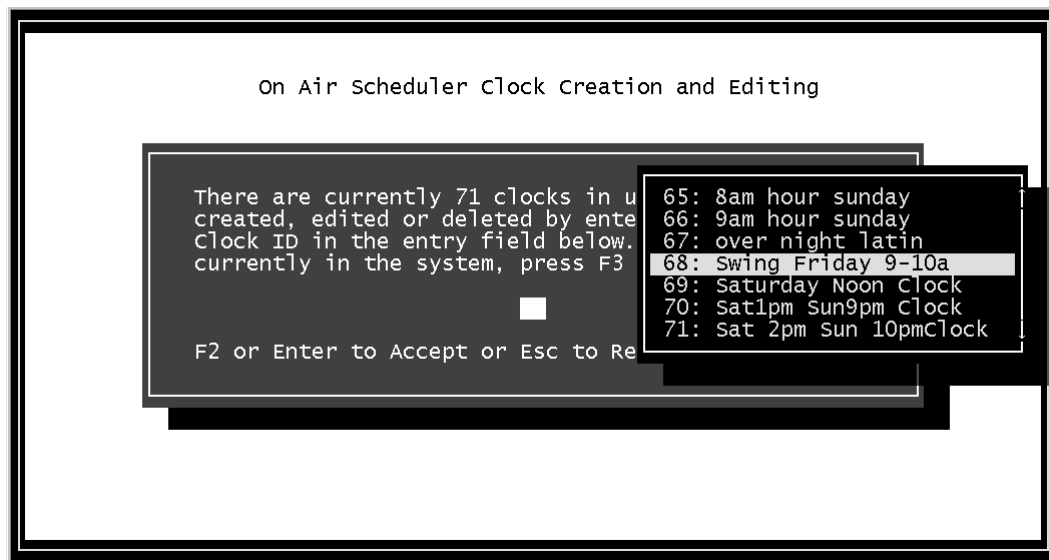 On Air Scheduler Clock Creation and Editing
There are currently 71 clocks in u
created, edited or deleted by ente
Clock ID in the entry field below.
currently in the system, press F3
F2 or Enter to Accept or Esc to Re
65: 8am hour sunday
66: 9am hour sunday
67: over night latin
68: Swing Friday 9-10a
69: Saturday Noon Clock
70: Sat1pm Sun9pm Clock
71: Sat 2pm Sun 10pmClock